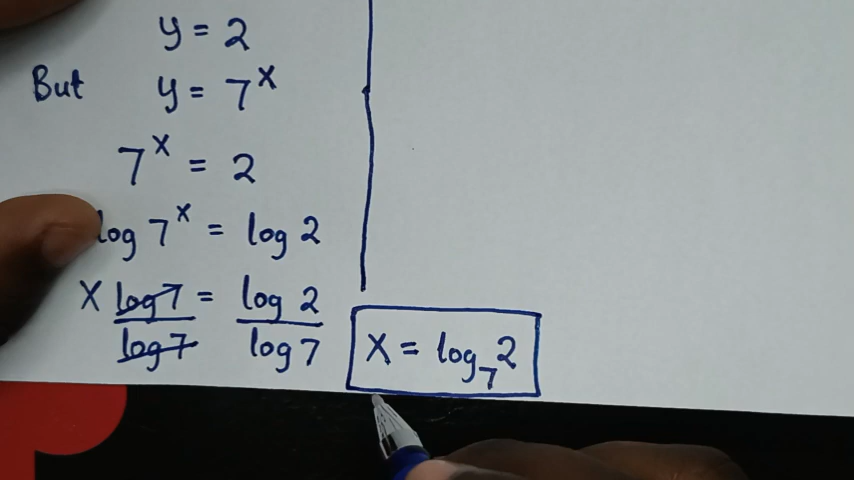 y = 2
But y = 7^x
7^x = 2
log 7^x = log 2
x log 7 / log 7 = log 2 / log 7
x = log_7 2